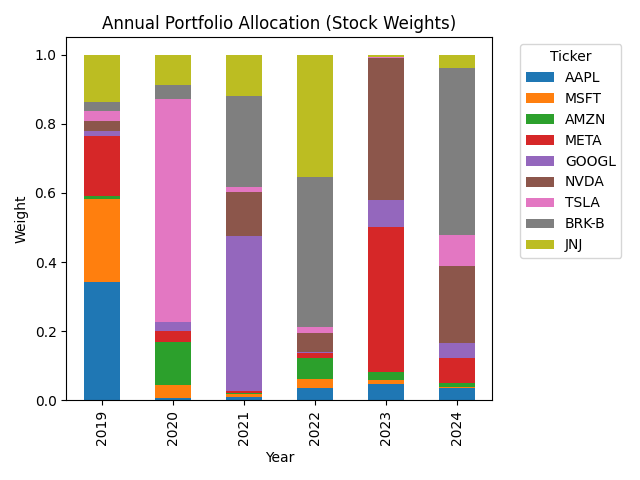 Annual Portfolio Allocation (Stock Weights)
Weight
1.0
0.8
0.6
0.4
0.2
0.0
2019
2020
2021
2022
2023
2024
Year
Ticker
AAPL
MSFT
AMZN
META
GOOGL
NVDA
TSLA
BRK-B
JNJ